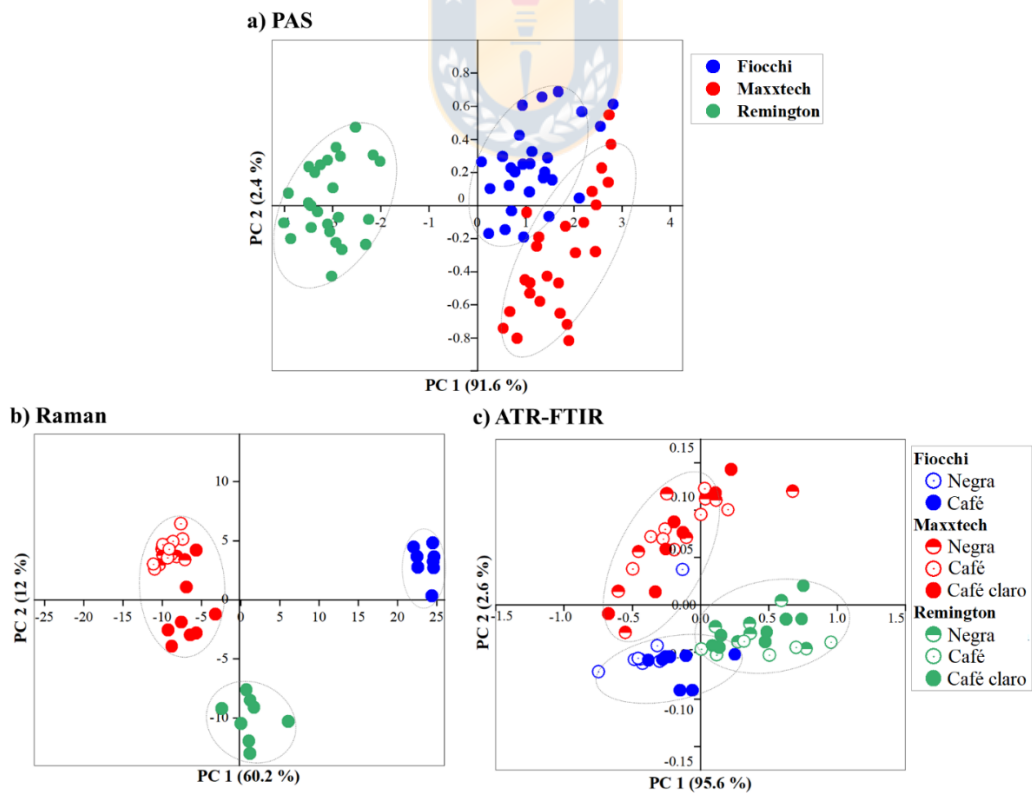 a) PAS
Fiocchi
Maxxtech
Remington
0.8
0.6
0.4
0.2
0
-0.2
-0.4
-0.6
-0.8
-4
-3
-2
-1
0
1
2
3
4
PC 2 (2.4 %)
PC 1 (91.6 %)
b) Raman
10
5
0
-5
-10
-25
-20
-15
-10
-5
0
5
10
15
20
25
PC 2 (12 %)
PC 1 (60.2 %)
c) ATR-FTIR
0.15
0.10
0.05
0.00
-0.10
-0.15
-1.5
-1.0
-0.5
0.0
0.5
1.0
1.5
PC 2 (2.6 %)
PC 1 (95.6 %)
Fiocchi
Negra
Café
Maxxtech
Negra
Café
Café claro
Remington
Negra
Café
Café claro